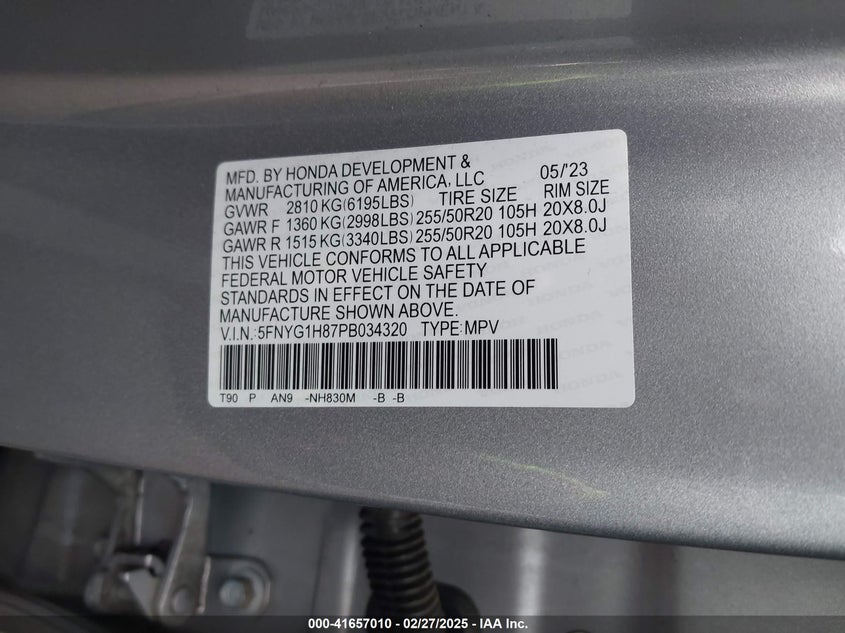 MFD. BY HONDA DEVELOPMENT &
MANUFACTURING OF AMERICA, LLC 05/'23
GVWR 2810 KG(6195LBS) TIRE SIZE RIM SIZE
GAWR F 1360 KG(2998LBS) 255/50R20 105H 20X8.0J
GAWR R 1515 KG(3340LBS) 255/50R20 105H 20X8.0J
THIS VEHICLE CONFORMS TO ALL APPLICABLE
FEDERAL MOTOR VEHICLE SAFETY
STANDARDS IN EFFECT ON THE DATE OF
MANUFACTURE SHOWN ABOVE.
V.I.N.:5FNYG1H87PB034320 TYPE:MPV
T90 P AN9 -NH830M -B -B
000-41657010 - 02/27/2025 - IAA Inc.